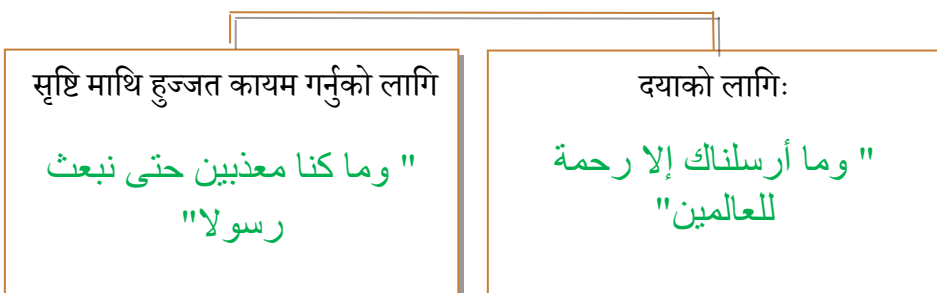 सृष्टि माथि हुज्जत कायम गर्नुको लागि
" وما كنا معذبين حتى نبعث
رسولا"
दयाको लागिः
" وما أرسلناك إلا رحمة
للعالمين"